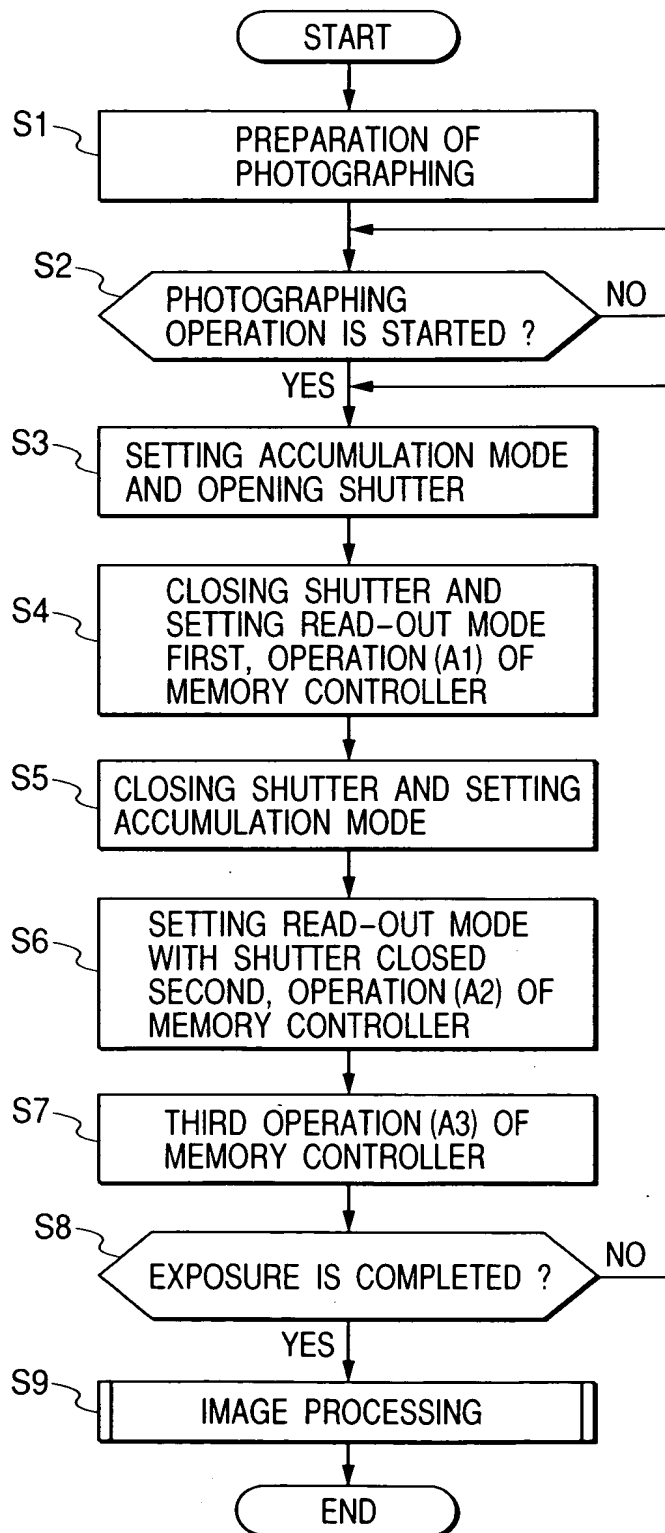 START
S1
PREPARATION OF
PHOTOGRAPHING
S2
PHOTOGRAPHING
OPERATION IS STARTED ?
NO
YES
S3
SETTING ACCUMULATION MODE
AND OPENING SHUTTER
S4
CLOSING SHUTTER AND
SETTING READ-OUT MODE
FIRST, OPERATION (A1) OF
MEMORY CONTROLLER
S5
CLOSING SHUTTER AND SETTING
ACCUMULATION MODE
S6
SETTING READ-OUT MODE
WITH SHUTTER CLOSED
SECOND, OPERATION (A2) OF
MEMORY CONTROLLER
S7
THIRD OPERATION (A3) OF
MEMORY CONTROLLER
S8
EXPOSURE IS COMPLETED ?
NO
YES
S9
IMAGE PROCESSING
END